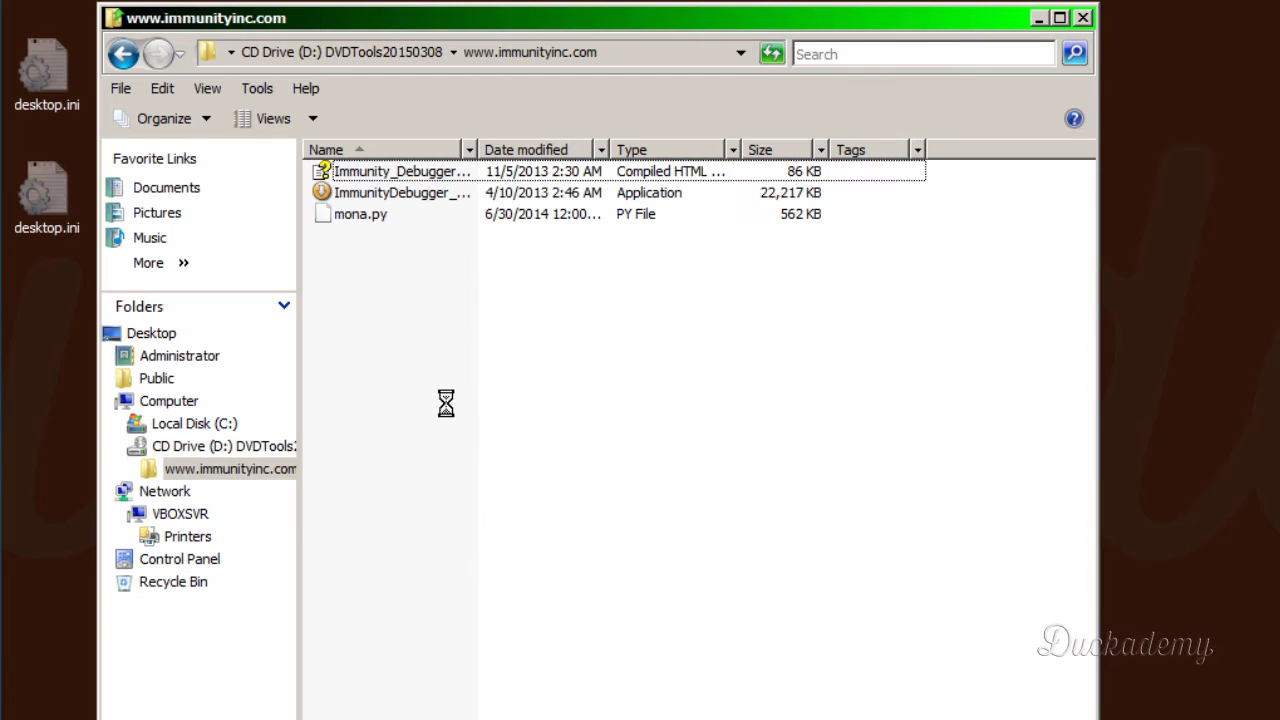 www.immunityinc.com
CD Drive (D:) DVDTools20150308 www.immunityinc.com
Search
File Edit View Tools Help
Organize Views
desktop.ini
desktop.ini
Favorite Links
Documents
Pictures
Music
More »
Folders
Desktop
Administrator
Public
Computer
Local Disk (C:)
CD Drive (D:) DVDTools2
www.immunityinc.com
Network
VBOXSVR
Printers
Control Panel
Recycle Bin
Name Date modified Type Size Tags
Immunity_Debugger... 11/5/2013 2:30 AM Compiled HTML ... 86 KB
ImmunityDebugger_... 4/10/2013 2:46 AM Application 22,217 KB
mona.py 6/30/2014 12:00... PY File 562 KB
Duckademy